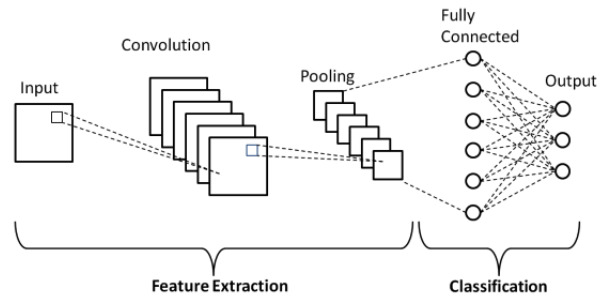 Fully
Connected
Convolution
Pooling
Input
Output
Feature Extraction
Classification